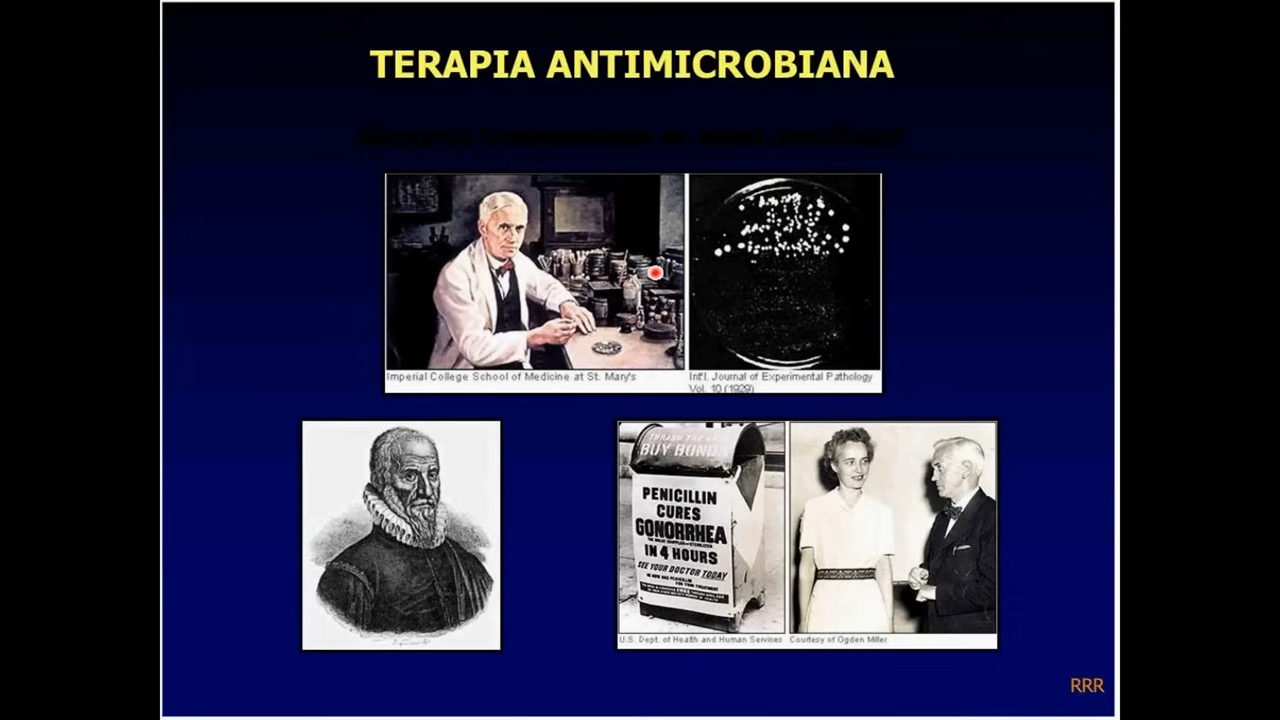 TERAPIA ANTIMICROBIANA
Imperial College School of Medicine at St. Mary's
Int'l. Journal of Experimental Pathology
Vol. 10 (1929)
BUY BONDS
PENICILLIN
CURES
GONORRHEA
IN 4 HOURS
SEE YOUR DOCTOR TODAY
U.S. Dept. of Health and Human Services
Courtesy of Ogden Miller
RRR